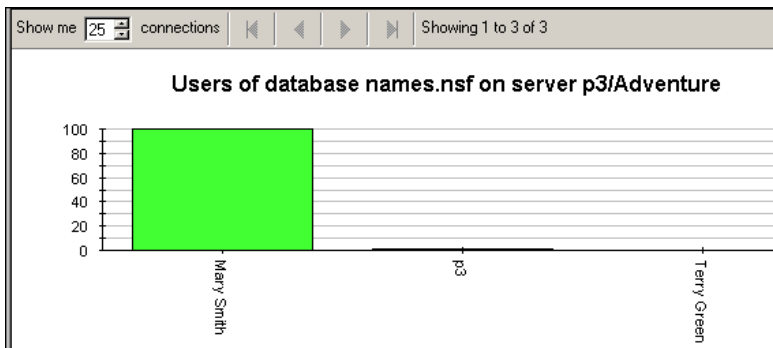 Show me 25 connections Showing 1 to 3 of 3
Users of database names.nsf on server p3/Adventure
100
80
60
40
20
0
Mary Smith
p3
Terry Green